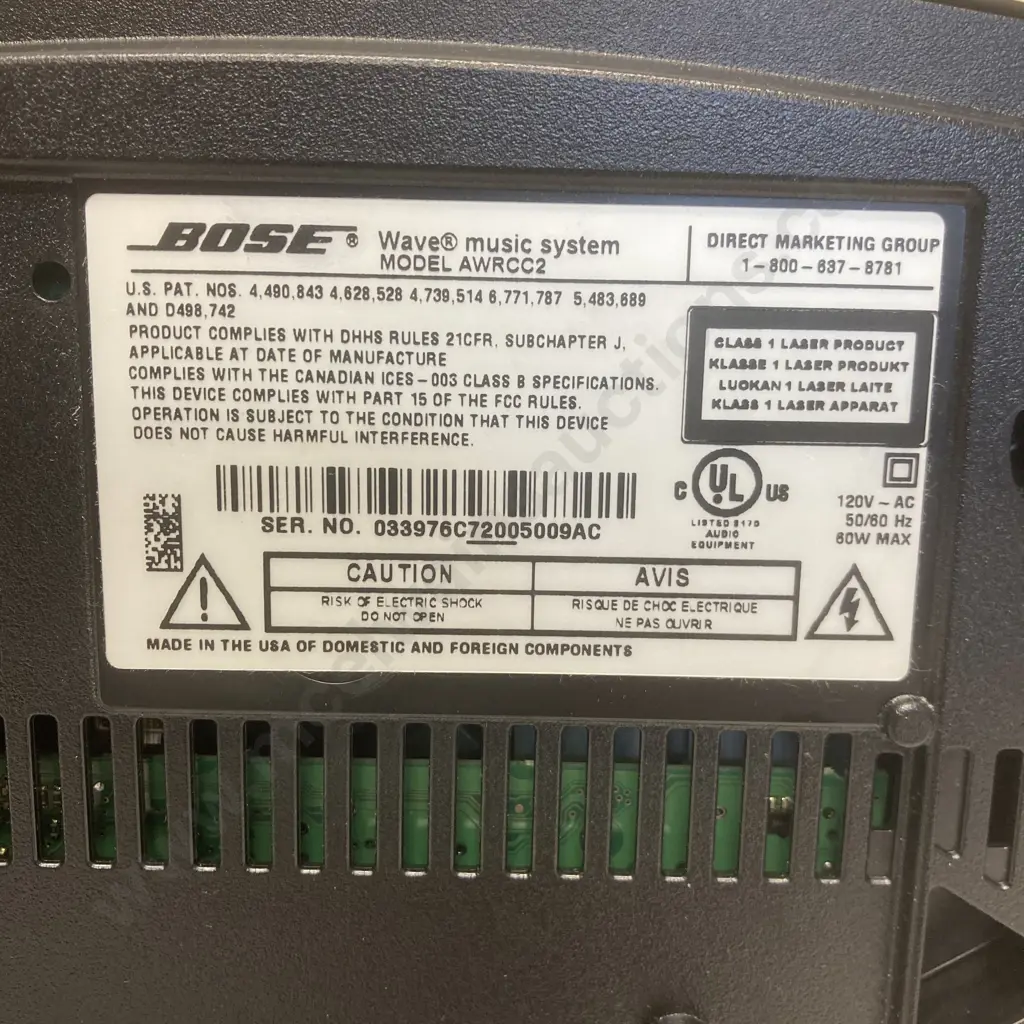 BOSE® Wave® music system
MODEL AWRCC2
DIRECT MARKETING GROUP
1-800-637-8781
U.S. PAT. NOS. 4,490,843 4,628,528 4,739,514 6,771,787 5,483,689
AND D498,742
PRODUCT COMPLIES WITH DHHS RULES 21CFR, SUBCHAPTER J,
APPLICABLE AT DATE OF MANUFACTURE
COMPLIES WITH THE CANADIAN ICES-003 CLASS B SPECIFICATIONS.
THIS DEVICE COMPLIES WITH PART 15 OF THE FCC RULES.
OPERATION IS SUBJECT TO THE CONDITION THAT THIS DEVICE
DOES NOT CAUSE HARMFUL INTERFERENCE.
CLASS 1 LASER PRODUCT
KLASSE 1 LASER PRODUKT
LUOKAN 1 LASER LAITE
KLASS 1 LASER APPARAT
C UL US
LISTED 3170
AUDIO
EQUIPMENT
120V ~ AC
50/60 Hz
60W MAX
SER. NO. 033976C72005009AC
CAUTION
RISK OF ELECTRIC SHOCK
DO NOT OPEN
AVIS
RISQUE DE CHOC ELECTRIQUE
NE PAS OUVRIR
MADE IN THE USA OF DOMESTIC AND FOREIGN COMPONENTS